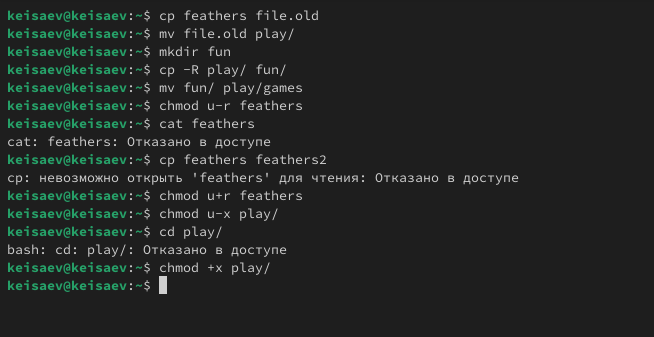 keisaev@keisaev:~$ cp feathers file.old
keisaev@keisaev:~$ mv file.old play/
keisaev@keisaev:~$ mkdir fun
keisaev@keisaev:~$ cp -R play/ fun/
keisaev@keisaev:~$ mv fun/ play/games
keisaev@keisaev:~$ chmod u-r feathers
keisaev@keisaev:~$ cat feathers
cat: feathers: Отказано в доступе
keisaev@keisaev:~$ cp feathers feathers2
cp: невозможно открыть 'feathers' для чтения: Отказано в доступе
keisaev@keisaev:~$ chmod u+r feathers
keisaev@keisaev:~$ chmod u-x play/
keisaev@keisaev:~$ cd play/
bash: cd: play/: Отказано в доступе
keisaev@keisaev:~$ chmod +x play/
keisaev@keisaev:~$